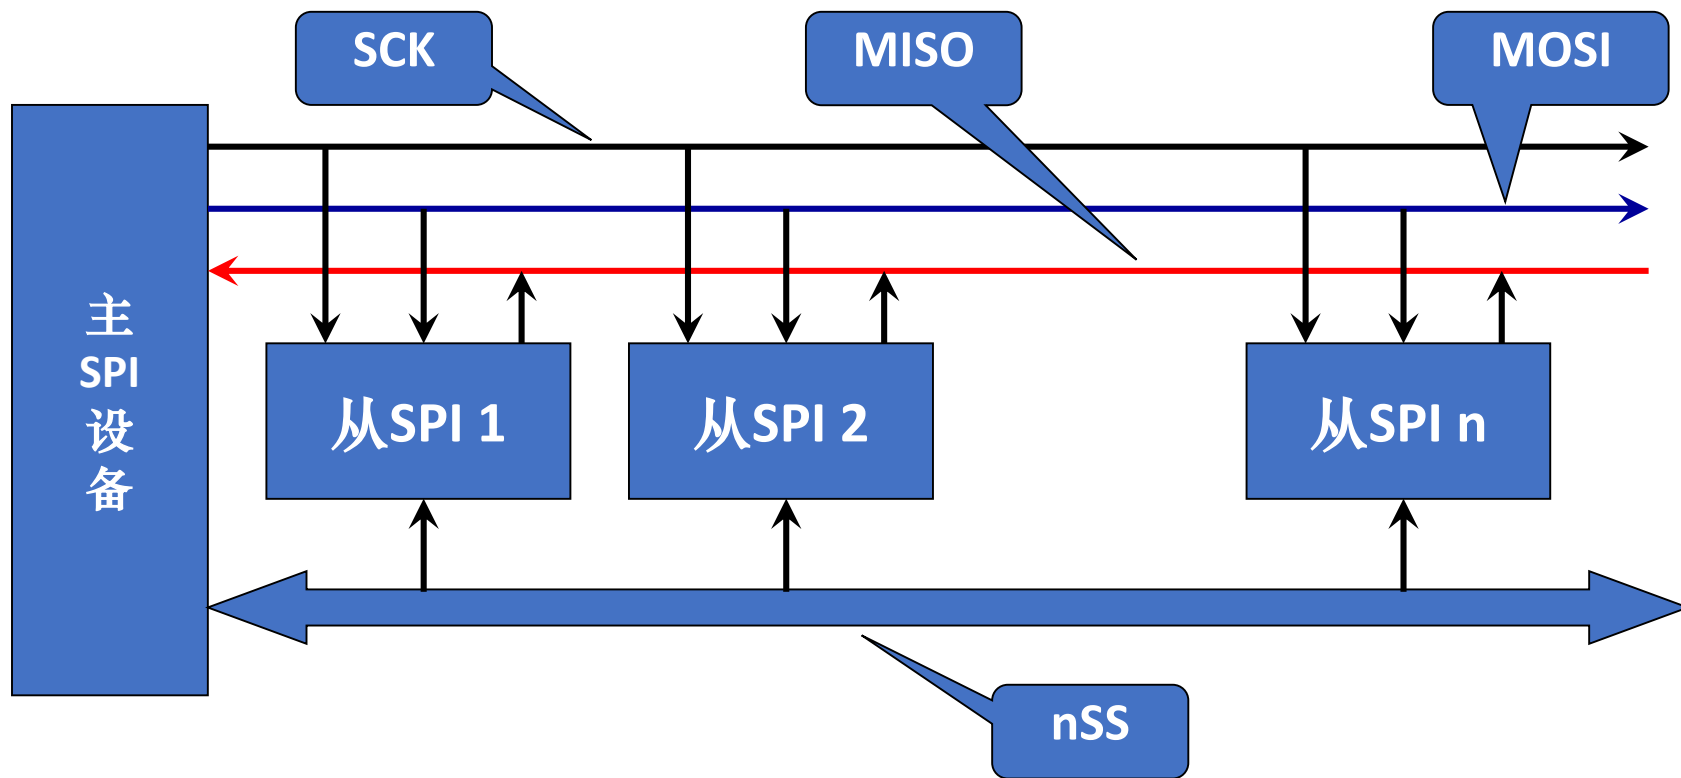 SCK
MISO
MOSI
主
SPI
设
备
从SPI 1
从SPI 2
从SPI n
nSS